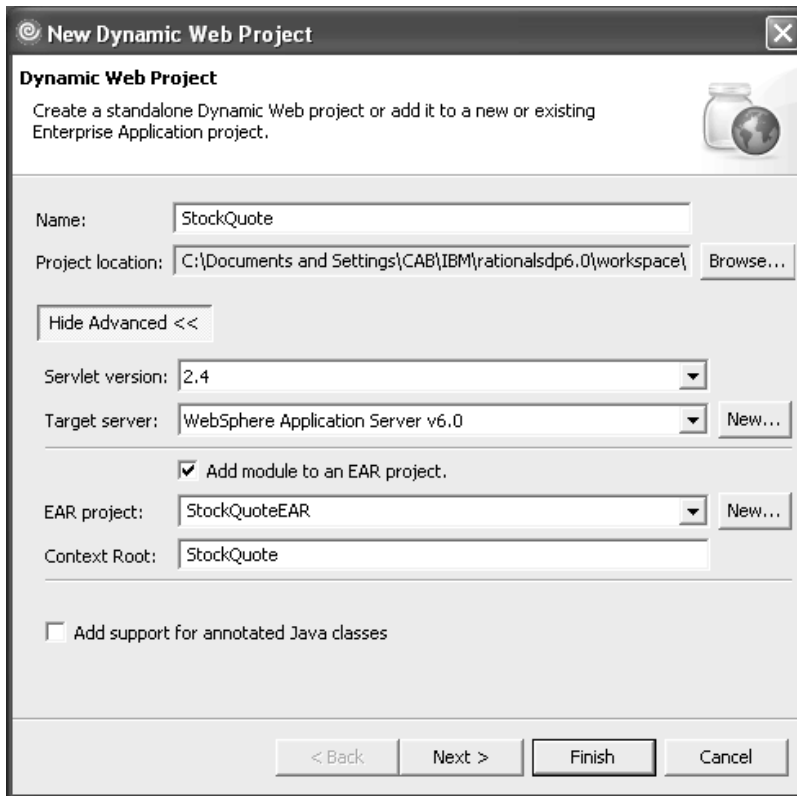 New Dynamic Web Project
Dynamic Web Project
Create a standalone Dynamic Web project or add it to a new or existing
Enterprise Application project.
Name: StockQuote
Project location: C:\Documents and Settings\CAB\IBM\rationalsdp6.0\workspace\ Browse...
Hide Advanced <<
Servlet version: 2.4
Target server: WebSphere Application Server v6.0 New...
Add module to an EAR project.
EAR project: StockQuoteEAR New...
Context Root: StockQuote
Add support for annotated Java classes
< Back Next > Finish Cancel